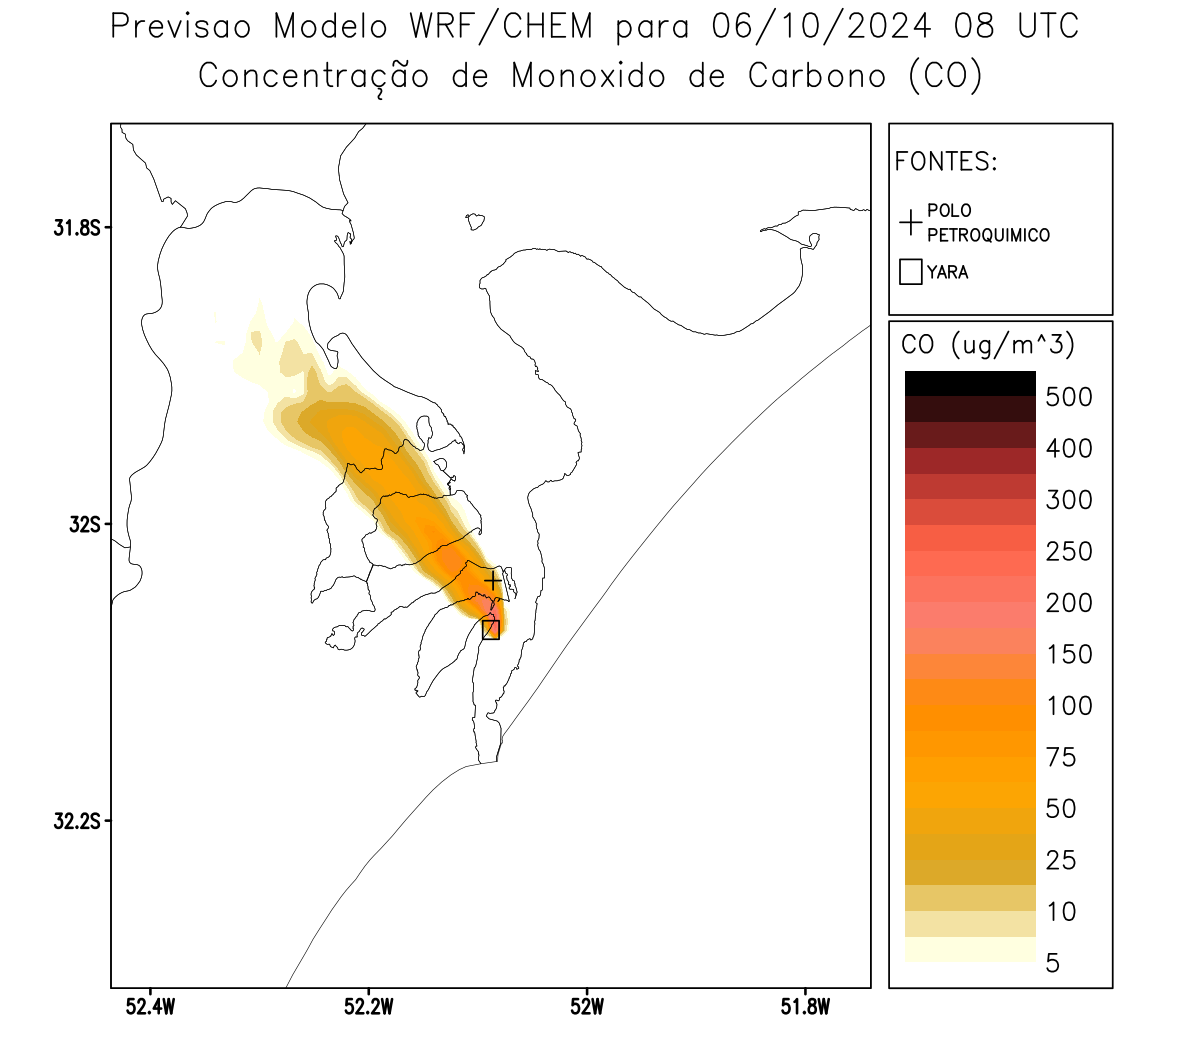 Previsao Modelo WRF/CHEM para 06/10/2024 08 UTC
Concentração de Monoxido de Carbono (CO)
FONTES:
POLO
PETROQUIMICO
YARA
CO (ug/m^3)
500
400
300
250
200
150
100
75
50
25
10
5
31.8S
32S
32.2S
52.4W
52.2W
52W
51.8W